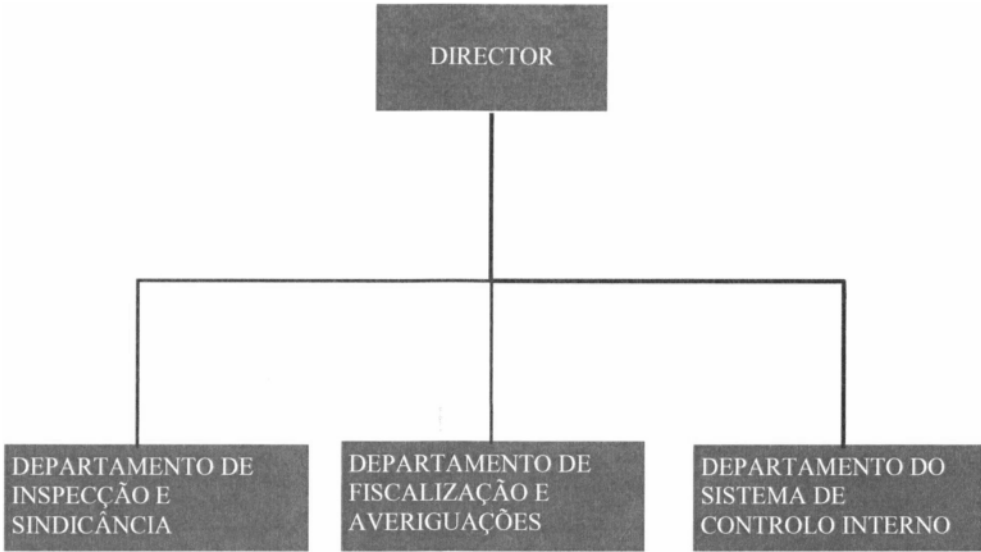 DIRECTOR
DEPARTAMENTO DE
INSPECÇÃO E
SINDICÂNCIA
DEPARTAMENTO DE
FISCALIZAÇÃO E
AVERIGUAÇÕES
DEPARTAMENTO DO
SISTEMA DE
CONTROLO INTERNO